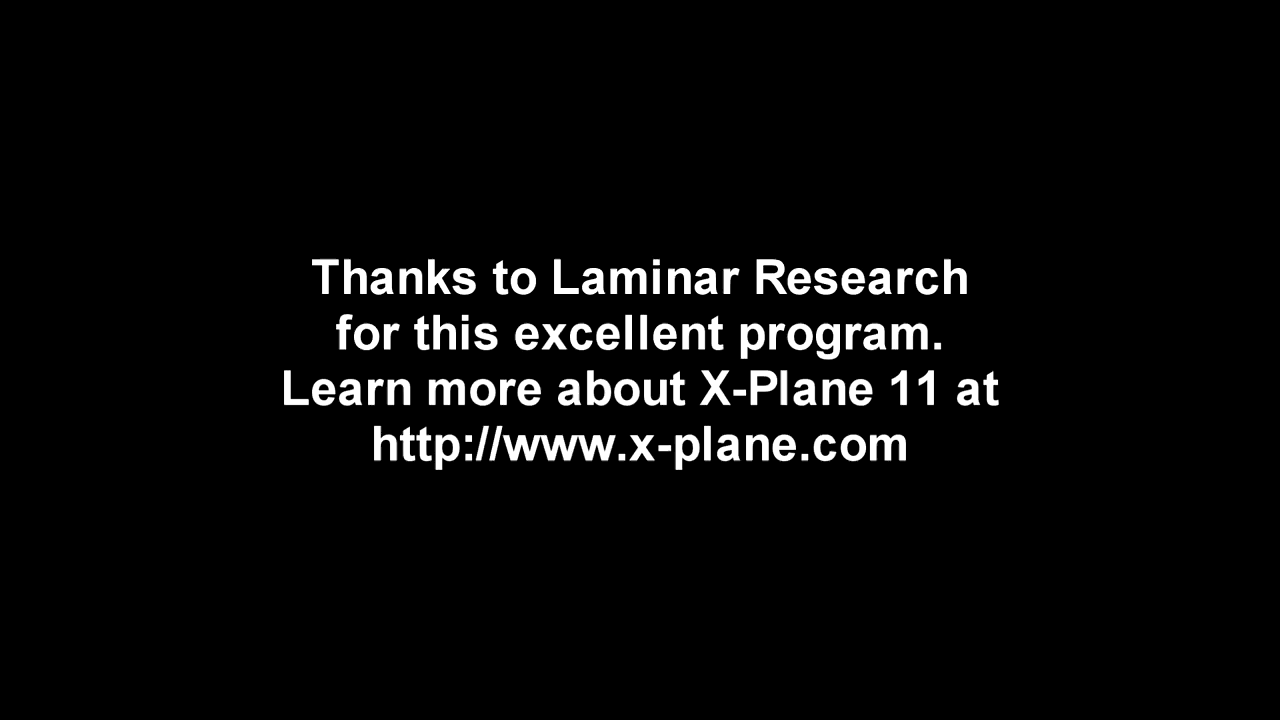 Thanks to Laminar Research
for this excellent program.
Learn more about X-Plane 11 at
http://www.x-plane.com